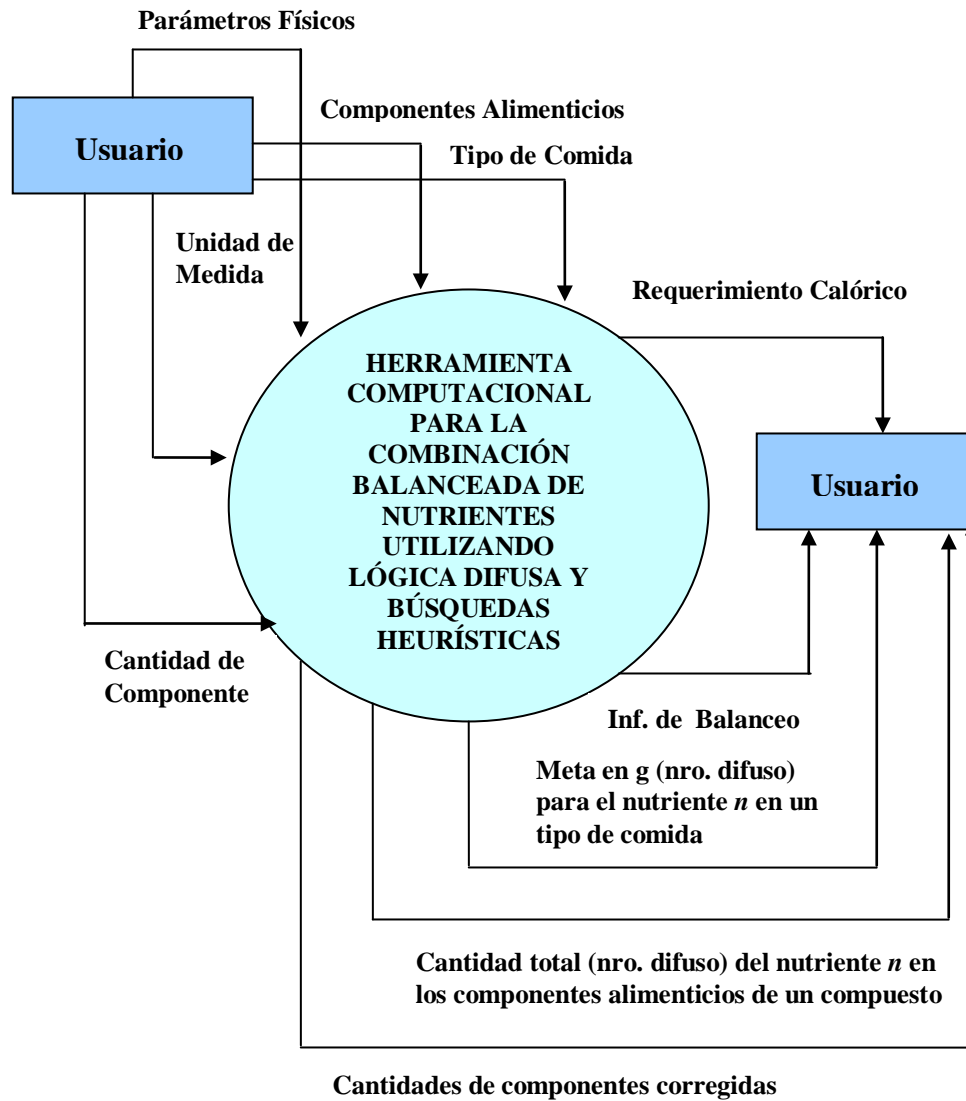 Parámetros Físicos
Componentes Alimenticios
Usuario
Tipo de Comida
Unidad de
Medida
Requerimiento Calórico
HERRAMIENTA
COMPUTACIONAL
PARA LA
COMBINACIÓN
BALANCEADA DE
NUTRIENTES
UTILIZANDO
LÓGICA DIFUSA Y
BÚSQUEDAS
HEURÍSTICAS
Usuario
Cantidad de
Componente
Inf. de Balanceo
Meta en g (nro. difuso)
para el nutriente n en un
tipo de comida
Cantidad total (nro. difuso) del nutriente n en
los componentes alimenticios de un compuesto
Cantidades de componentes corregidas